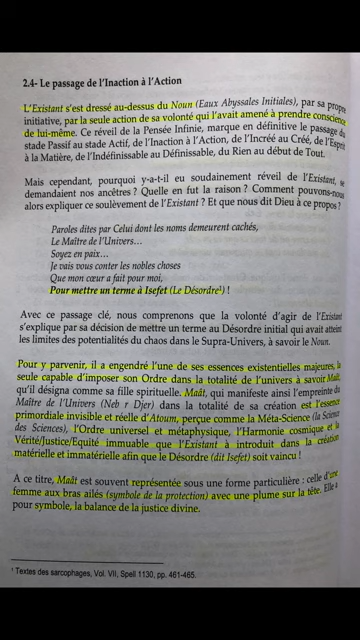 2.4- Le passage de l'Inaction à l'Action
L'Existant s'est dressé au-dessus du Noun (Eaux Abyssales Initiales), par sa propre
initiative, par la seule action de sa volonté qui l'avait amené à prendre conscience
de lui-même. Ce réveil de la Pensée Infinie, marque en définitive le passage du
stade Passif au stade Actif, de l'Inaction à l'Action, de l'Incréé au Créé, de l'Esprit
à la Matière, de l'Indéfinissable au Définissable, du Rien au début de Tout.
Mais cependant, pourquoi y-a-t-il eu soudainement réveil de l'Existant, se
demandaient nos ancêtres ? Quelle en fut la raison ? Comment pouvons-nous
alors expliquer ce soulèvement de l'Existant ? Et que nous dit Dieu à ce propos ?
Paroles dites par Celui dont les noms demeurent cachés,
Le Maître de l'Univers...
Soyez en paix...
Je vais vous conter les nobles choses
Que mon cœur a fait pour moi,
Pour mettre un terme à Isefet (Le Désordre¹) !
Avec ce passage clé, nous comprenons que la volonté d'agir de l'Existant
s'explique par sa décision de mettre un terme au Désordre initial qui avait atteint
les limites des potentialités du chaos dans le Supra-Univers, à savoir le Noun.
Pour y parvenir, il a engendré l'une de ses essences existentielles majeures, la
seule capable d'imposer son Ordre dans la totalité de l'univers à savoir Maât,
qu'il désigna comme sa fille spirituelle. Maât, qui manifeste ainsi l'empreinte du
Maître de l'Univers (Neb r Djer) dans la totalité de sa création est l'essence
primordiale invisible et réelle d'Atoum, perçue comme la Méta-Science (la Science
des Sciences), l'Ordre universel et métaphysique, l'Harmonie cosmique et la
Vérité/Justice/Equité immuable que l'Existant a introduit dans la création
matérielle et immatérielle afin que le Désordre (dit Isefet) soit vaincu !
A ce titre, Maât est souvent représentée sous une forme particulière : celle d'une
femme aux bras ailés (symbole de la protection) avec une plume sur la tête. Elle a
pour symbole, la balance de la justice divine.
¹ Textes des sarcophages, Vol. VII, Spell 1130, pp. 461-465.